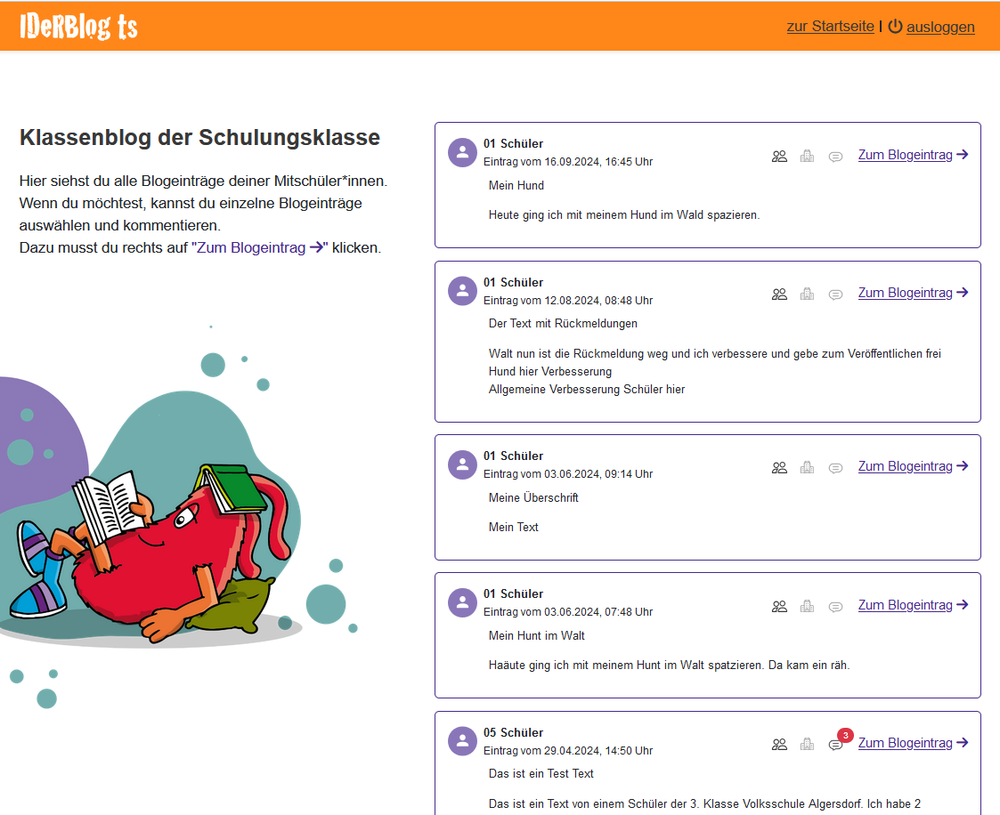 IDeRBlog ts
zur Startseite | ausloggen
Klassenblog der Schulungsklasse
Hier siehst du alle Blogeinträge deiner Mitschüler*innen.
Wenn du möchtest, kannst du einzelne Blogeinträge
auswählen und kommentieren.
Dazu musst du rechts auf "Zum Blogeintrag →" klicken.
01 Schüler
Eintrag vom 16.09.2024, 16:45 Uhr
Zum Blogeintrag →
Mein Hund
Heute ging ich mit meinem Hund im Wald spazieren.
01 Schüler
Eintrag vom 12.08.2024, 08:48 Uhr
Zum Blogeintrag →
Der Text mit Rückmeldungen
Walt nun ist die Rückmeldung weg und ich verbessere und gebe zum Veröffentlichen frei
Hund hier Verbesserung
Allgemeine Verbesserung Schüler hier
01 Schüler
Eintrag vom 03.06.2024, 09:14 Uhr
Zum Blogeintrag →
Meine Überschrift
Mein Text
01 Schüler
Eintrag vom 03.06.2024, 07:48 Uhr
Zum Blogeintrag →
Mein Hunt im Walt
Haäute ging ich mit meinem Hunt im Walt spatzieren. Da kam ein räh.
05 Schüler
Eintrag vom 29.04.2024, 14:50 Uhr
3
Zum Blogeintrag →
Das ist ein Test Text
Das ist ein Text von einem Schüler der 3. Klasse Volksschule Algersdorf. Ich habe 2